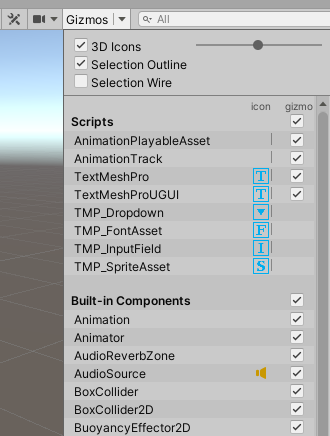 Gizmos All
3D Icons
Selection Outline
Selection Wire
icon gizmo
Scripts
AnimationPlayableAsset
AnimationTrack
TextMeshPro T
TextMeshProUGUI T
TMP_Dropdown
TMP_FontAsset F
TMP_InputField I
TMP_SpriteAsset S
Built-in Components
Animation
Animator
AudioReverbZone
AudioSource
BoxCollider
BoxCollider2D
BuoyancyEffector2D